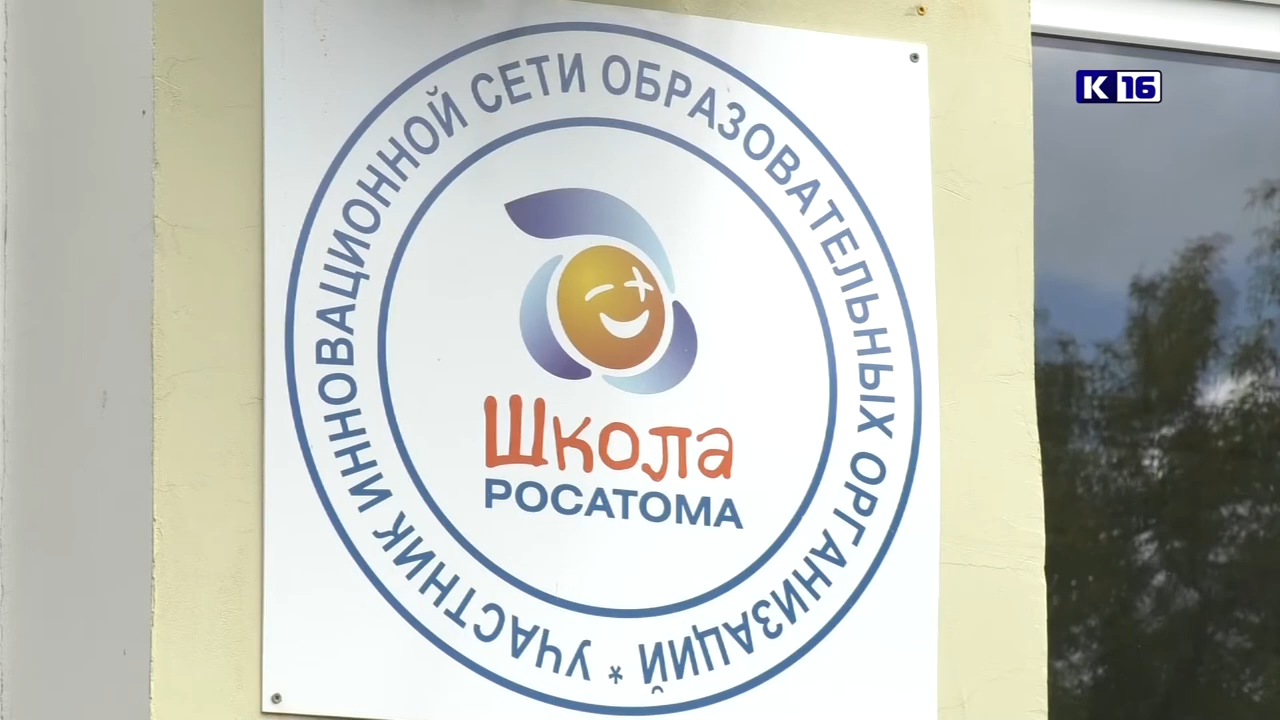 УЧАСТНИК ИННОВАЦИОННОЙ СЕТИ ОБРАЗОВАТЕЛЬНЫХ ОРГАНИЗАЦИЙ *
Школа
РОСАТОМА
К 16